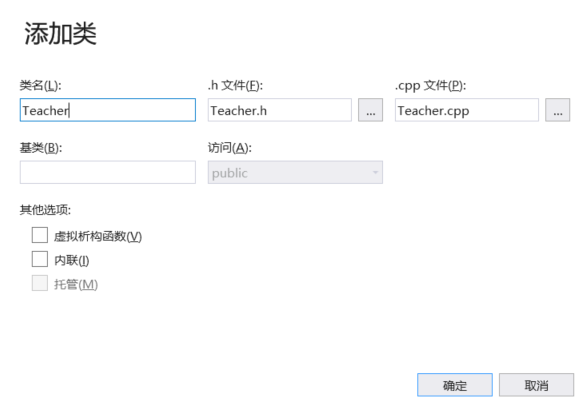 添加类
类名(L): .h 文件(F): .cpp 文件(P):
Teacher Teacher.h ... Teacher.cpp ...
基类(B): 访问(A):
public
其他选项:
虚拟析构函数(V)
内联(I)
托管(M)
确定 取消